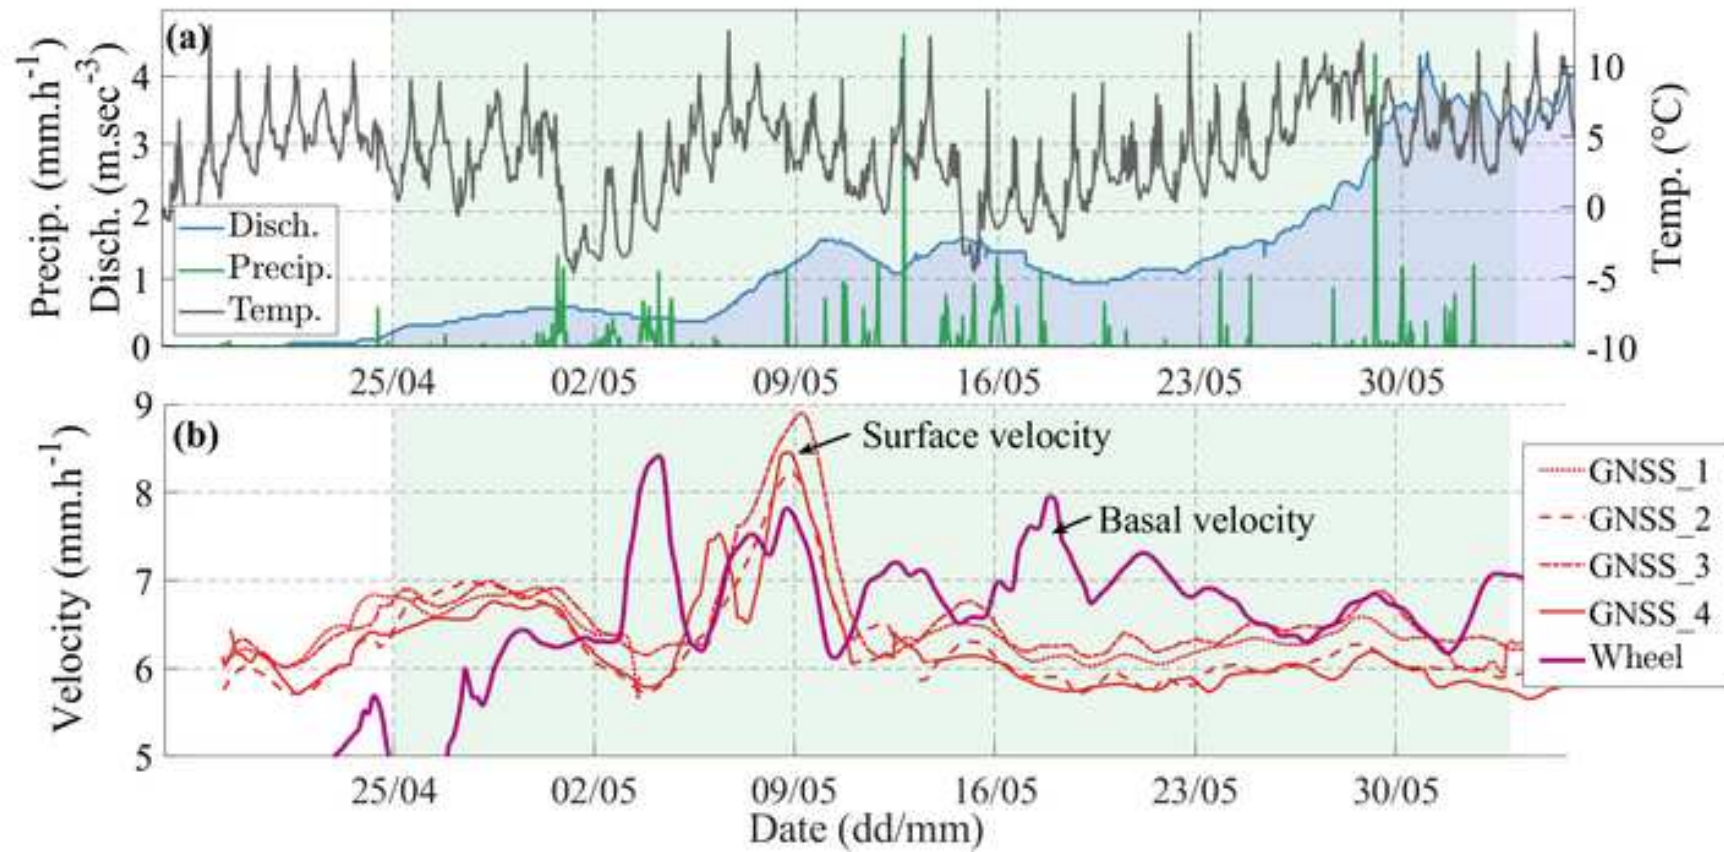 (a)
Precip. (mm.h-1)
Disch. (m.sec-3)
4
3
2
1
0
10
5
0
-5
-10
Temp. (°C)
Disch.
Precip.
Temp.
25/04 02/05 09/05 16/05 23/05 30/05
(b)
Velocity (mm.h-1)
9
8
7
6
5
Surface velocity
Basal velocity
GNSS_1
GNSS_2
GNSS_3
GNSS_4
Wheel
25/04 02/05 09/05 16/05 23/05 30/05
Date (dd/mm)